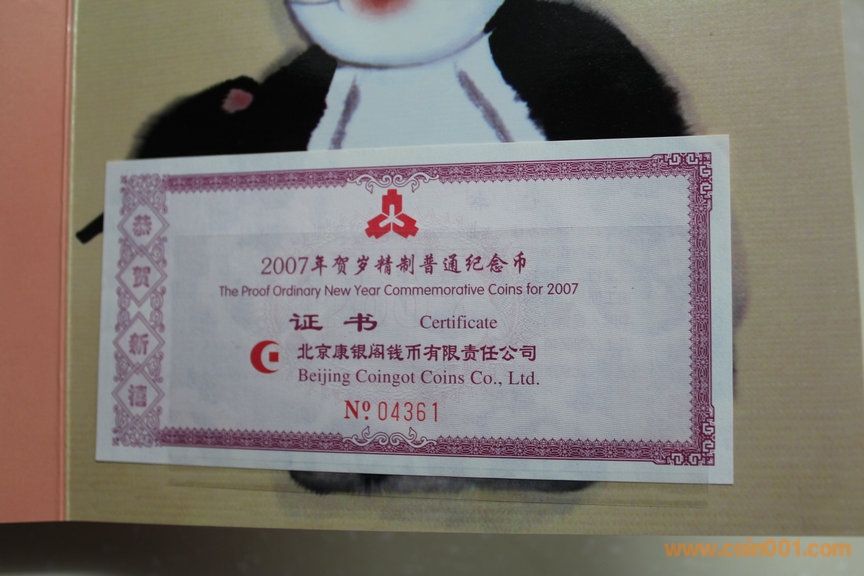 恭贺新禧
2007年贺岁精制普通纪念币
The Proof Ordinary New Year Commemorative Coins for 2007
证书 Certificate
北京康银阁钱币有限责任公司
Beijing Coingot Coins Co., Ltd.
Nº 04361
www.coin001.com